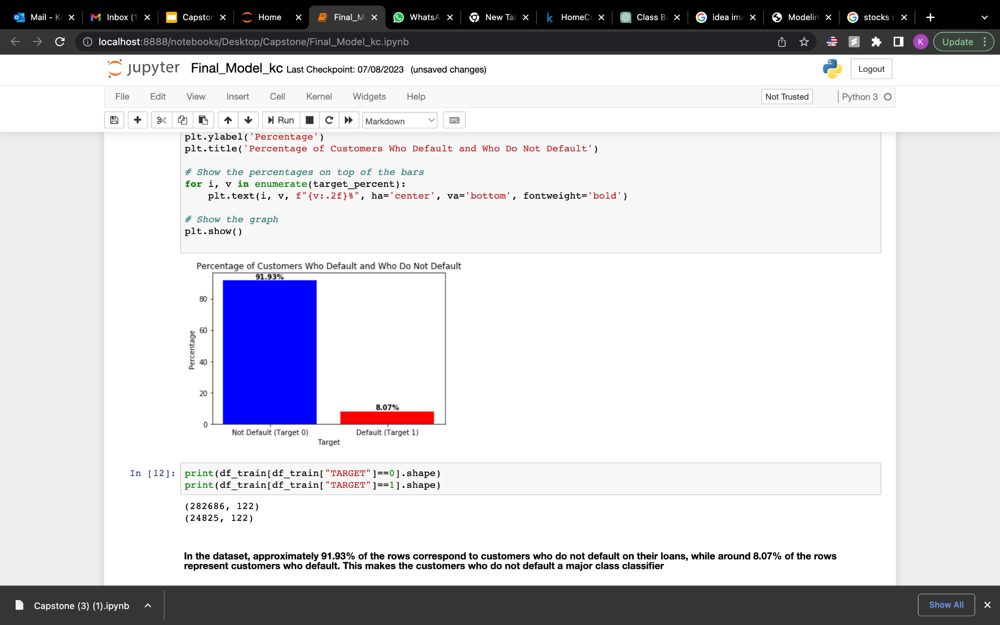 Mail - K
Inbox (1
Capstor
Home
Final_M
WhatsA
New Ta
HomeC
Class B
idea ima
Modelin
stocks u
localhost:8888/notebooks/Desktop/Capstone/Final_Model_kc.ipynb
K
Update
jupyter Final_Model_kc Last Checkpoint: 07/08/2023 (unsaved changes)
Logout
File Edit View Insert Cell Kernel Widgets Help
Not Trusted
Python 3
Run
Markdown
plt.ylabel('Percentage')
plt.title('Percentage of Customers Who Default and Who Do Not Default')
# Show the percentages on top of the bars
for i, v in enumerate(target_percent):
    plt.text(i, v, f"{v:.2f}%", ha='center', va='bottom', fontweight='bold')
# Show the graph
plt.show()
Percentage of Customers Who Default and Who Do Not Default
91.93%
80
60
40
20
0
Percentage
8.07%
Not Default (Target 0)
Default (Target 1)
Target
In [12]:
print(df_train[df_train["TARGET"]==0].shape)
print(df_train[df_train["TARGET"]==1].shape)
(282686, 122)
(24825, 122)
In the dataset, approximately 91.93% of the rows correspond to customers who do not default on their loans, while around 8.07% of the rows
represent customers who default. This makes the customers who do not default a major class classifier
Capstone (3) (1).ipynb
Show All